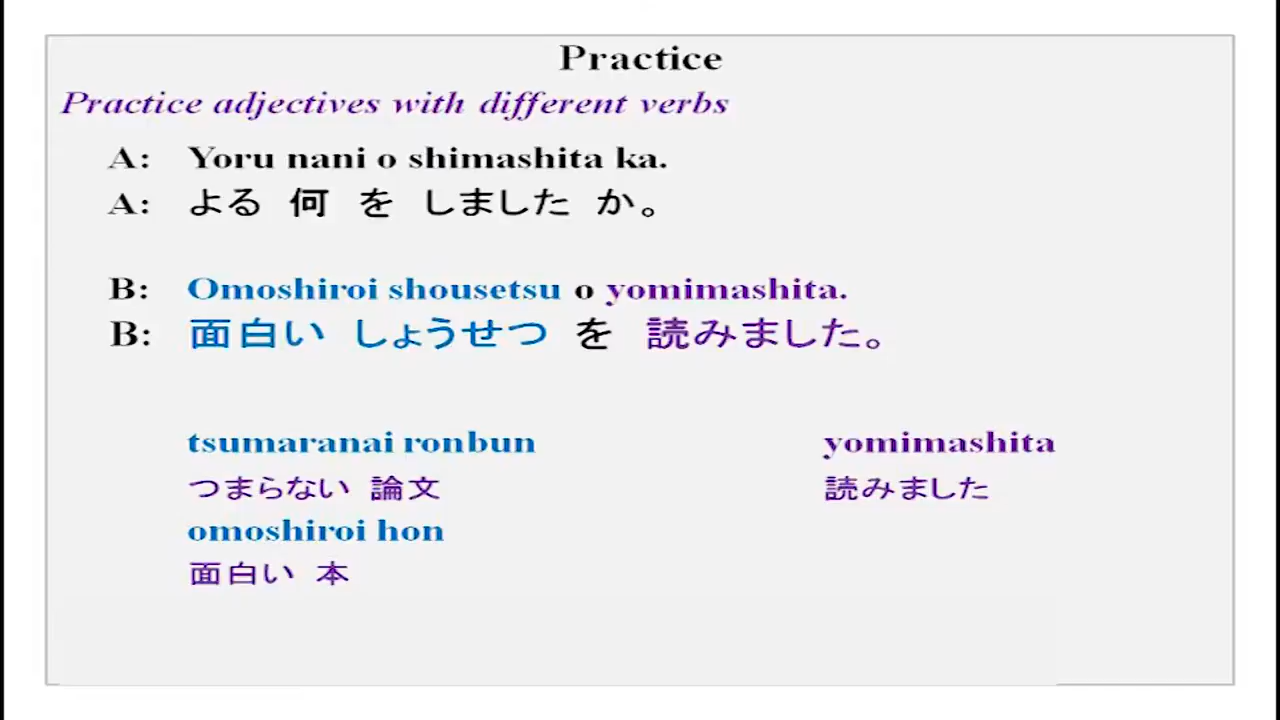 Practice
Practice adjectives with different verbs
A: Yoru nani o shimashita ka.
A: よる 何 を しました か。
B: Omoshiroi shousetsu o yomimashita.
B: 面白い しょうせつ を 読みました。
tsumaranai ronbun yomimashita
つまらない 論文 読みました
omoshiroi hon
面白い 本